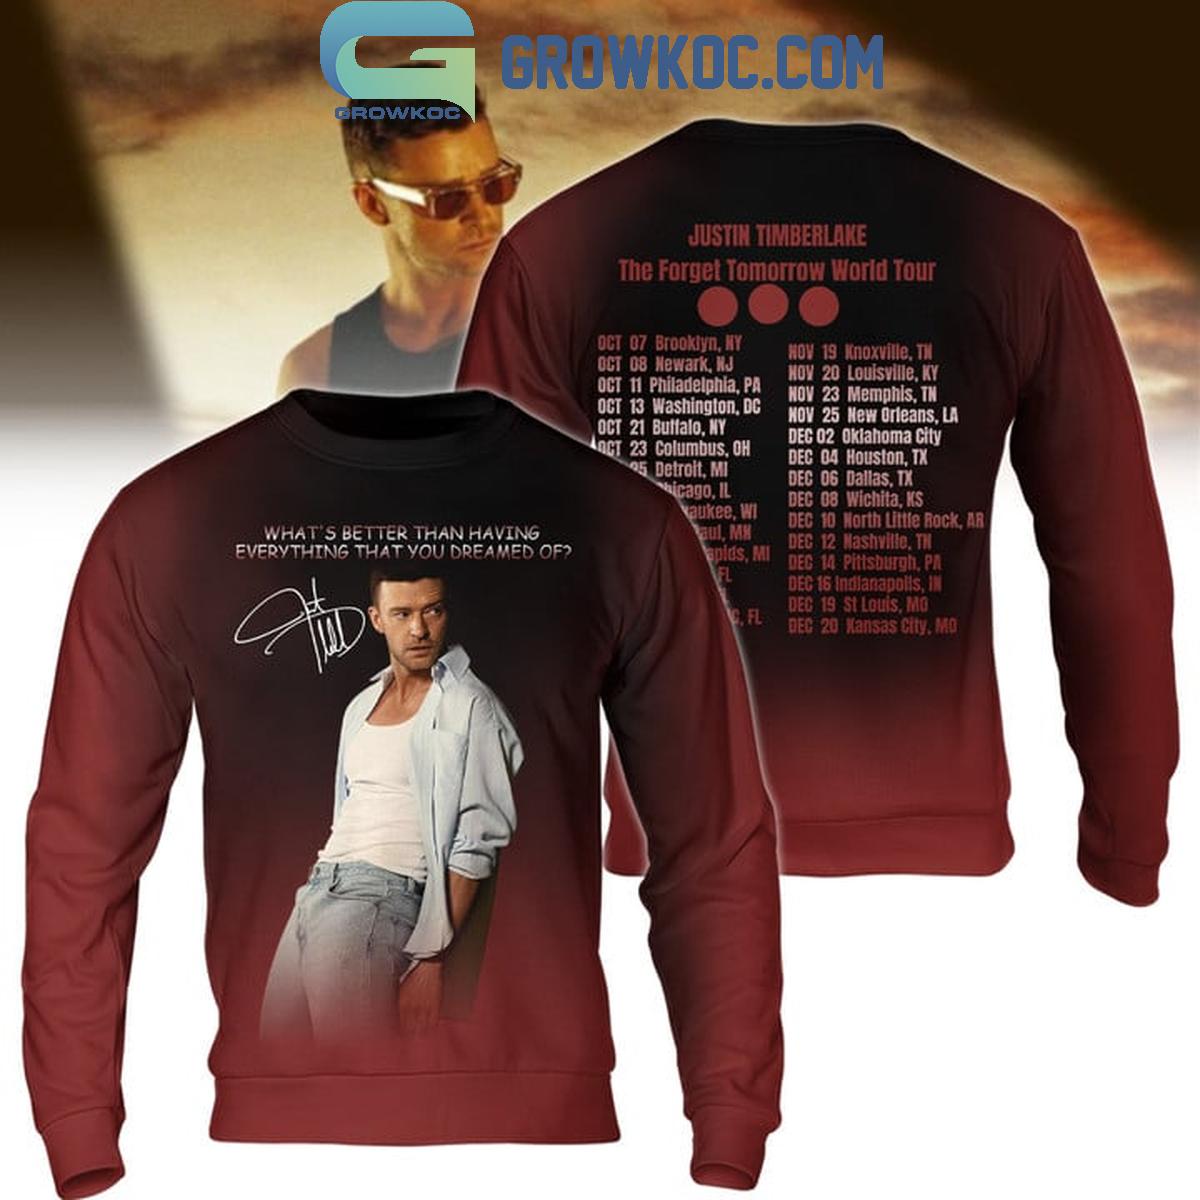 GROWKOC.COM
GROWKOC
JUSTIN TIMBERLAKE
The Forget Tomorrow World Tour
OCT 07 Brooklyn, NY
OCT 08 Newark, NJ
OCT 11 Philadelphia, PA
OCT 13 Washington, DC
OCT 21 Buffalo, NY
OCT 23 Columbus, OH
Detroit, MI
IL
WI
MN
MI
FL
FL
NOV 19 Knoxville, TN
NOV 20 Louisville, KY
NOV 23 Memphis, TN
NOV 25 New Orleans, LA
DEC 02 Oklahoma City
DEC 04 Houston, TX
DEC 06 Dallas, TX
DEC 08 Wichita, KS
DEC 10 North Little Rock, AR
DEC 12 Nashville, TN
DEC 14 Pittsburgh, PA
DEC 16 Indianapolis, IN
DEC 19 St Louis, MO
DEC 20 Kansas City, MO
WHAT'S BETTER THAN HAVING
EVERYTHING THAT YOU DREAMED OF?